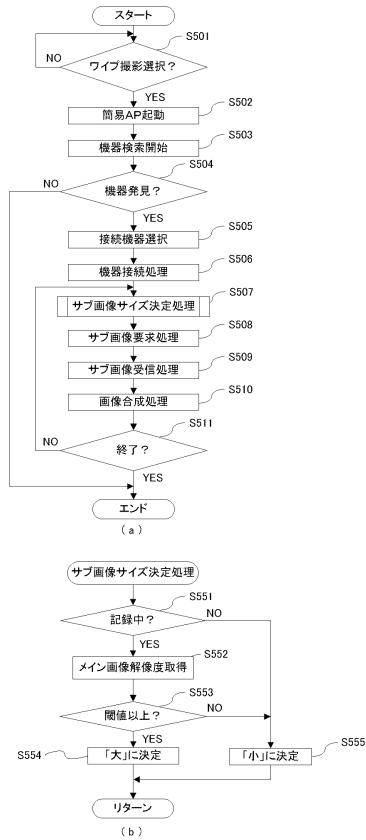 スタート
S501
NO
ワイプ撮影選択？
YES
S502
簡易AP起動
S503
機器検索開始
S504
NO
機器発見？
YES
S505
接続機器選択
S506
機器接続処理
S507
サブ画像サイズ決定処理
S508
サブ画像要求処理
S509
サブ画像受信処理
S510
画像合成処理
S511
NO
終了？
YES
エンド
（a）
サブ画像サイズ決定処理
S551
NO
記録中？
YES
S552
メイン画像解像度取得
S553
閾値以上？
NO
YES
S554
「大」に決定
「小」に決定
S555
リターン
（b）